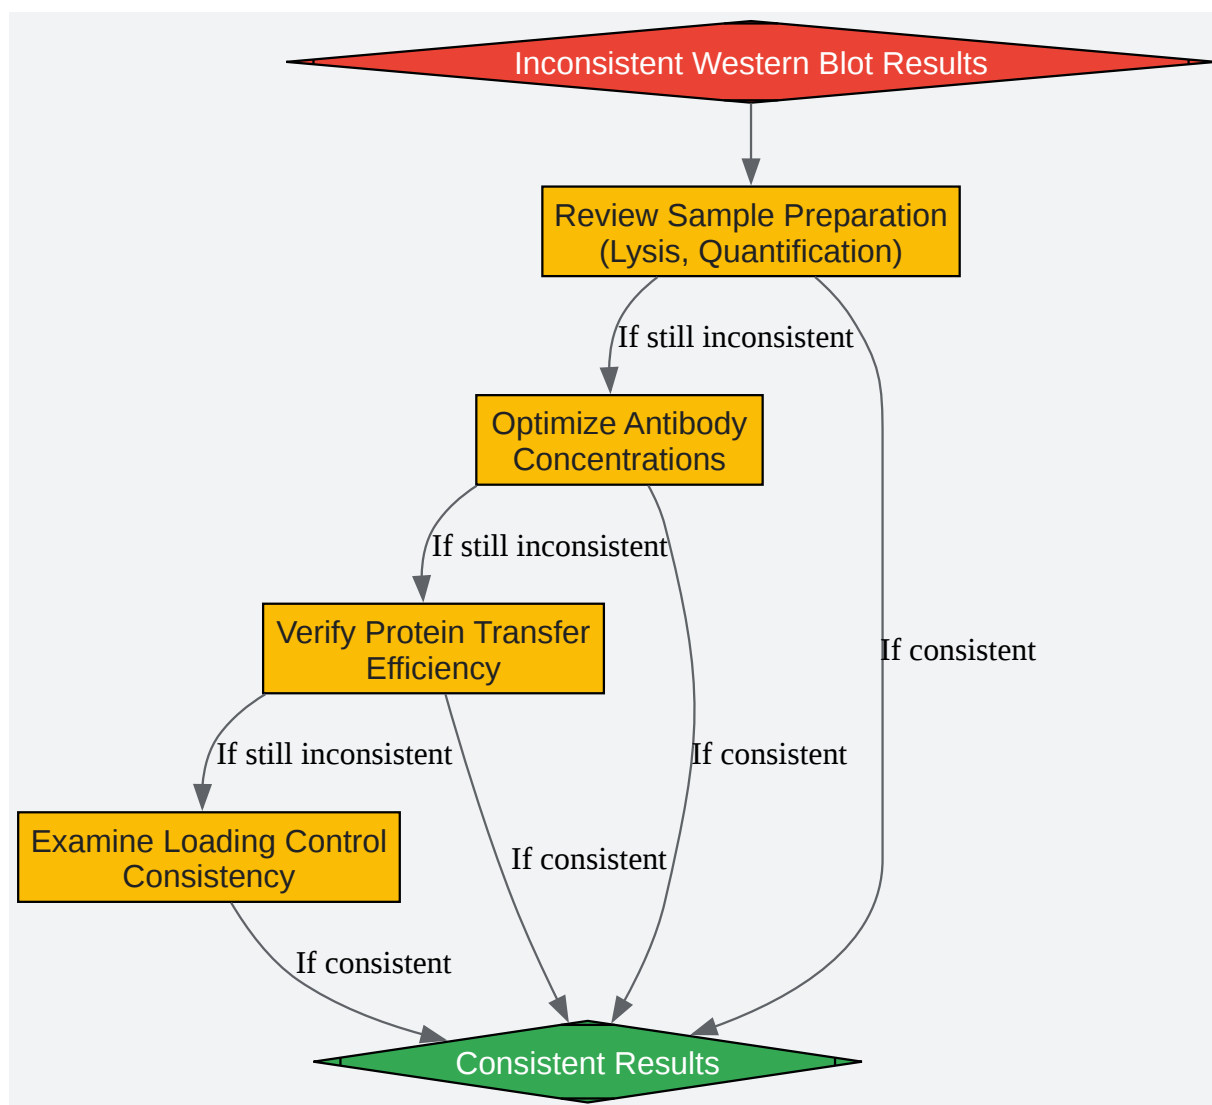 Inconsistent Western Blot Results
Review Sample Preparation
(Lysis, Quantification)
If still inconsistent
Optimize Antibody
Concentrations
If still inconsistent
Verify Protein Transfer
Efficiency
If consistent
If still inconsistent
If consistent
Examine Loading Control
Consistency
If consistent
If consistent
Consistent Results